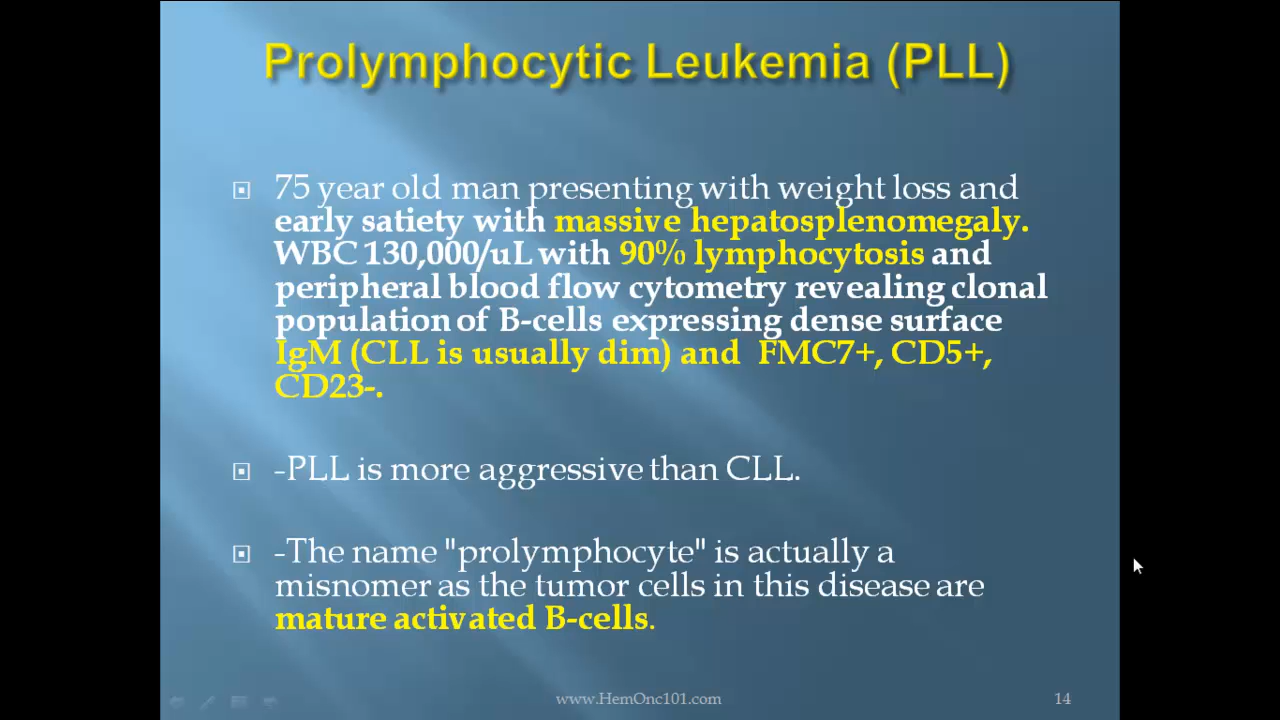 Prolymphocytic Leukemia (PLL)
75 year old man presenting with weight loss and
early satiety with massive hepatosplenomegaly.
WBC 130,000/uL with 90% lymphocytosis and
peripheral blood flow cytometry revealing clonal
population of B-cells expressing dense surface
IgM (CLL is usually dim) and FMC7+, CD5+,
CD23-.
-PLL is more aggressive than CLL.
-The name "prolymphocyte" is actually a
misnomer as the tumor cells in this disease are
mature activated B-cells.
www.HemOnc101.com
14